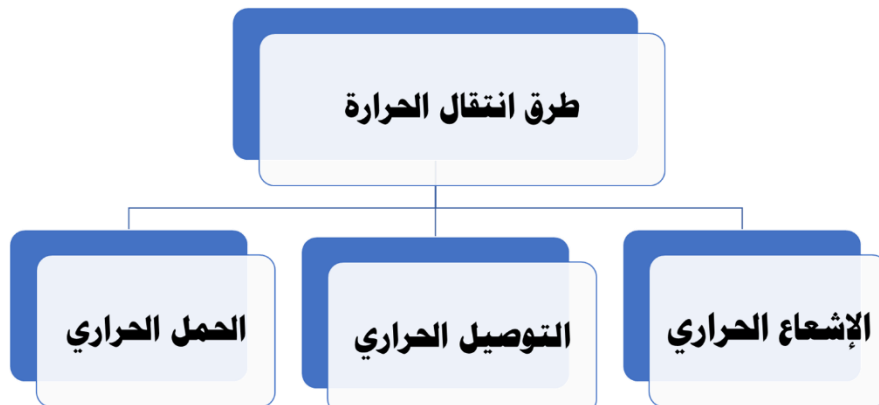 طرق انتقال الحرارة
الإشعاع الحراري
التوصيل الحراري
الحمل الحراري